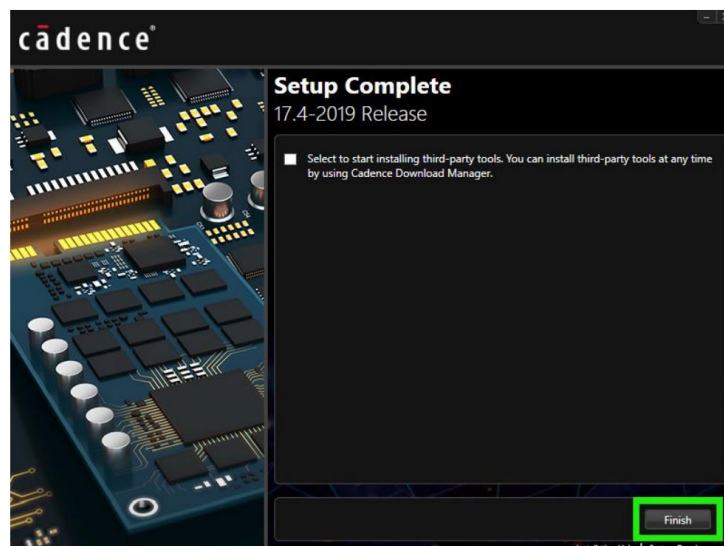 cādence®
Setup Complete
17.4-2019 Release
Select to start installing third-party tools. You can install third-party tools at any time
by using Cadence Download Manager.
Finish